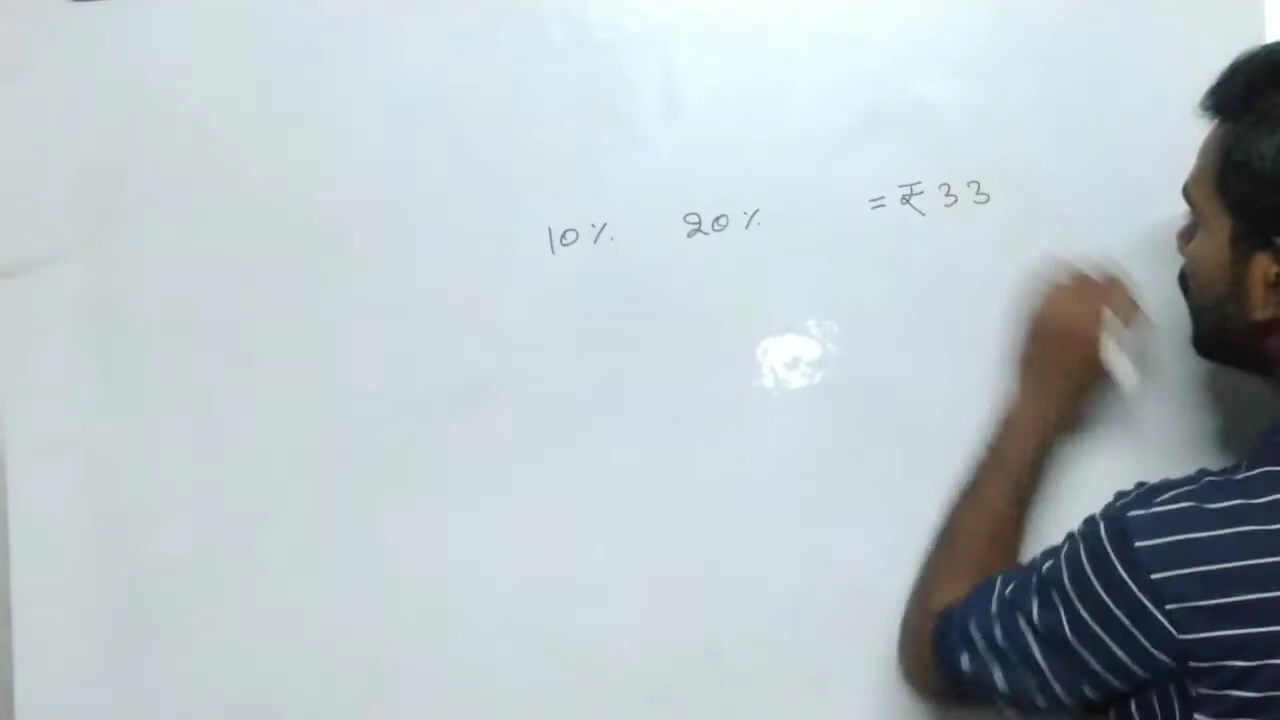 10% 20% = ₹ 33